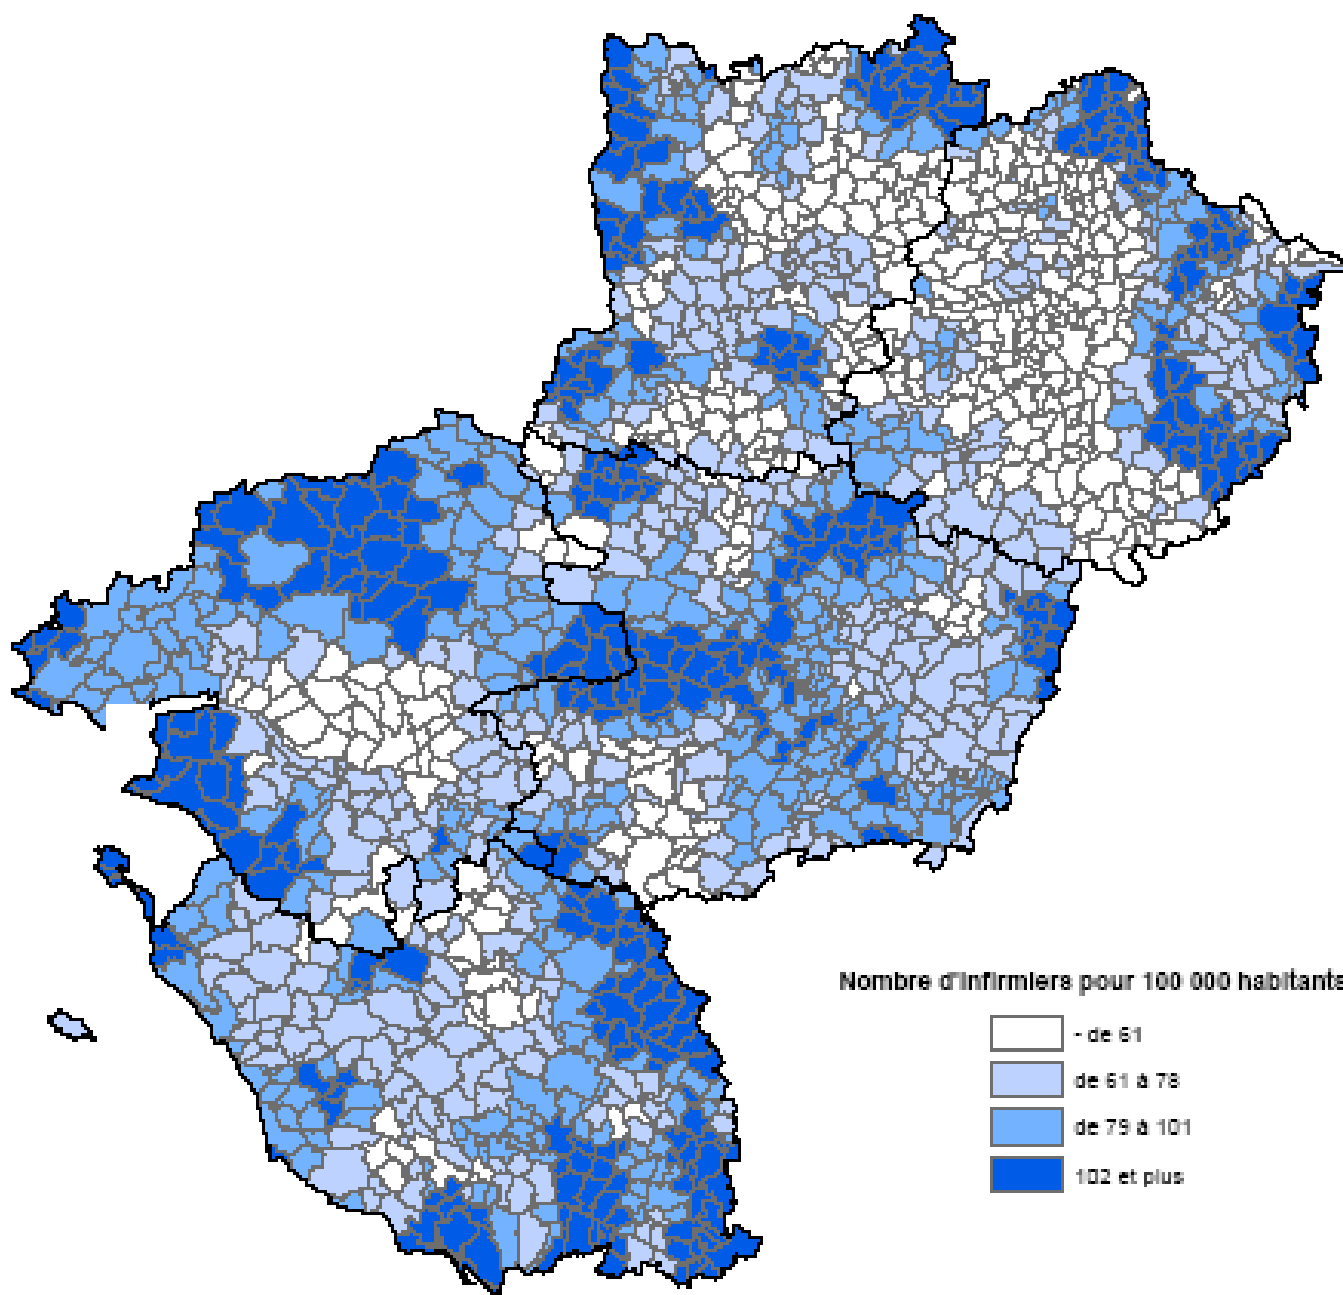 Nombre d'infirmiers pour 100 000 habitants
- de 61
de 61 à 78
de 79 à 101
102 et plus